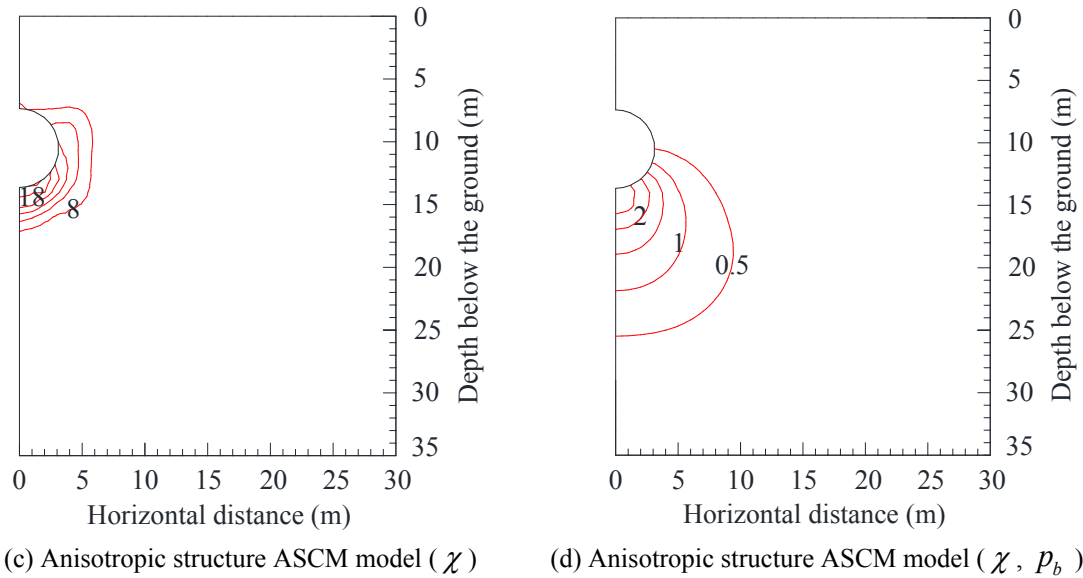 0
5
10
15
20
25
30
35
Depth below the ground (m)
18
8
0 5 10 15 20 25 30
Horizontal distance (m)
(c) Anisotropic structure ASCM model ( χ )
0
5
10
15
20
25
30
35
Depth below the ground (m)
2
1
0.5
0 5 10 15 20 25 30
Horizontal distance (m)
(d) Anisotropic structure ASCM model ( χ , p_b )